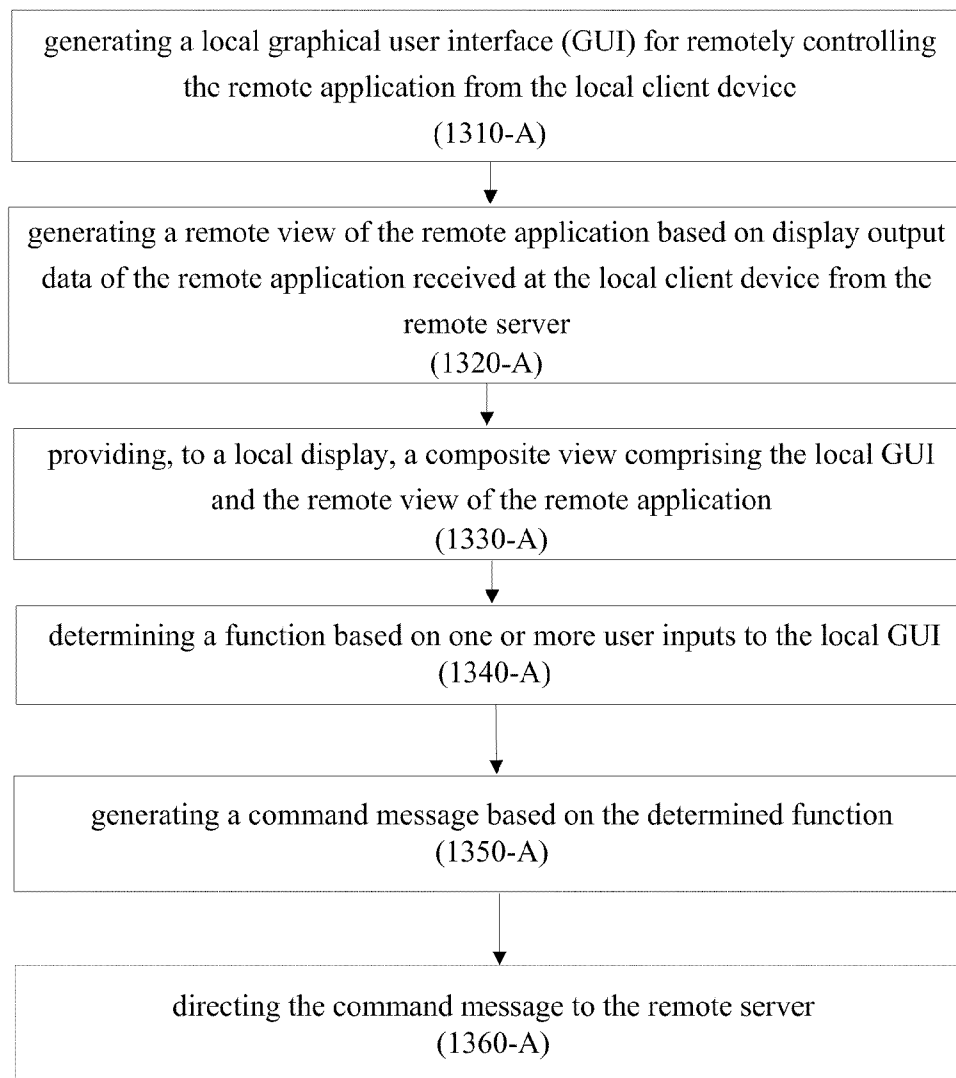 generating a local graphical user interface (GUI) for remotely controlling
the remote application from the local client device
(1310-A)
generating a remote view of the remote application based on display output
data of the remote application received at the local client device from the
remote server
(1320-A)
providing, to a local display, a composite view comprising the local GUI
and the remote view of the remote application
(1330-A)
determining a function based on one or more user inputs to the local GUI
(1340-A)
generating a command message based on the determined function
(1350-A)
directing the command message to the remote server
(1360-A)